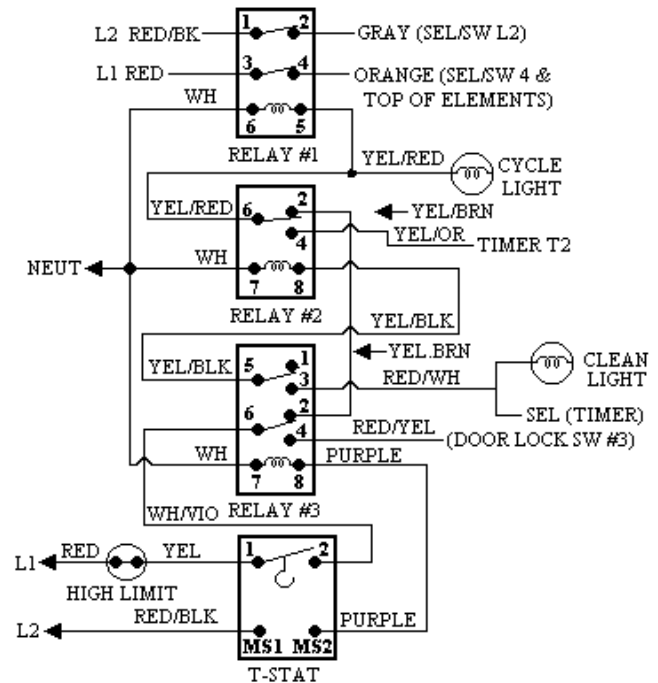 L2 RED/BK 1 2 GRAY (SEL/SW L2)
L1 RED 3 4 ORANGE (SEL/SW 4 &
TOP OF ELEMENTS)
WH
6 5
RELAY #1
YEL/RED
CYCLE
LIGHT
YEL/RED 6 2 YEL/BRN
4 YEL/OR
TIMER T2
NEUT WH
7 8
RELAY #2
YEL/BLK
YEL.BRN
YEL/BLK 5 1
3 RED/WH
CLEAN
LIGHT
SEL (TIMER)
6 2
4 RED/YEL
(DOOR LOCK SW #3)
WH PURPLE
7 8
WH/VIO RELAY #3
L1 RED YEL 1 2
HIGH LIMIT
L2 RED/BLK PURPLE
MS1 MS2
T-STAT